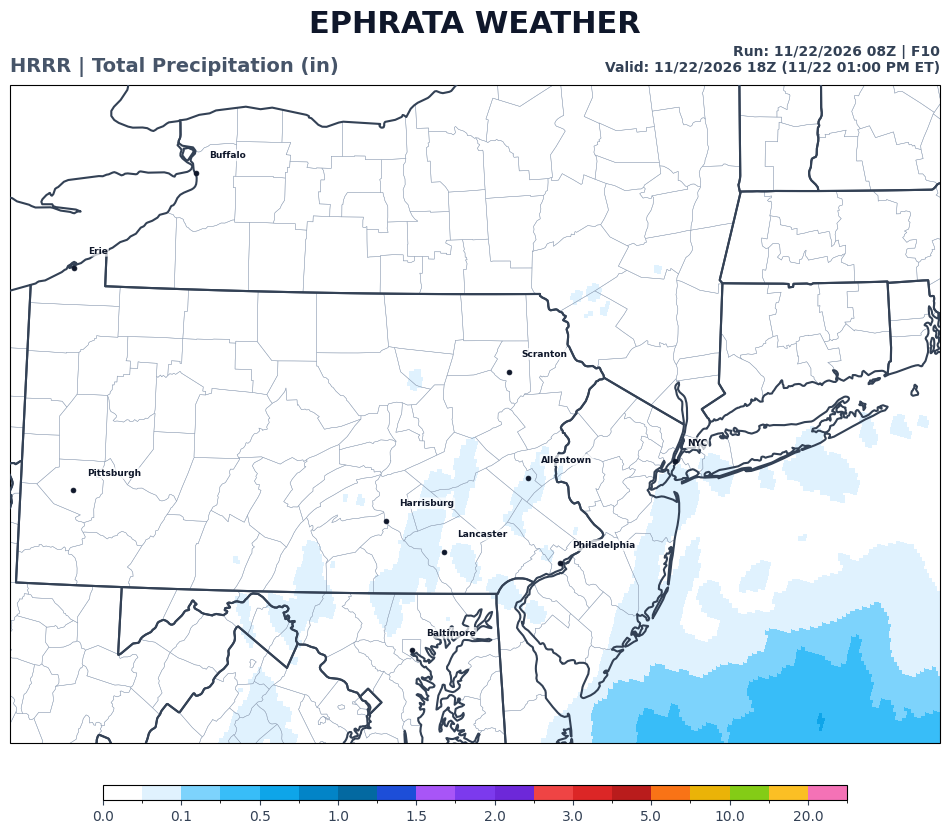 EPHRATA WEATHER
HRRR | Total Precipitation (in)
Run: 11/22/2026 08Z | F10
Valid: 11/22/2026 18Z (11/22 01:00 PM ET)
Buffalo
Erie
Scranton
NYC
Allentown
Pittsburgh
Harrisburg
Lancaster
Philadelphia
Baltimore
0.0 0.1 0.5 1.0 1.5 2.0 3.0 5.0 10.0 20.0